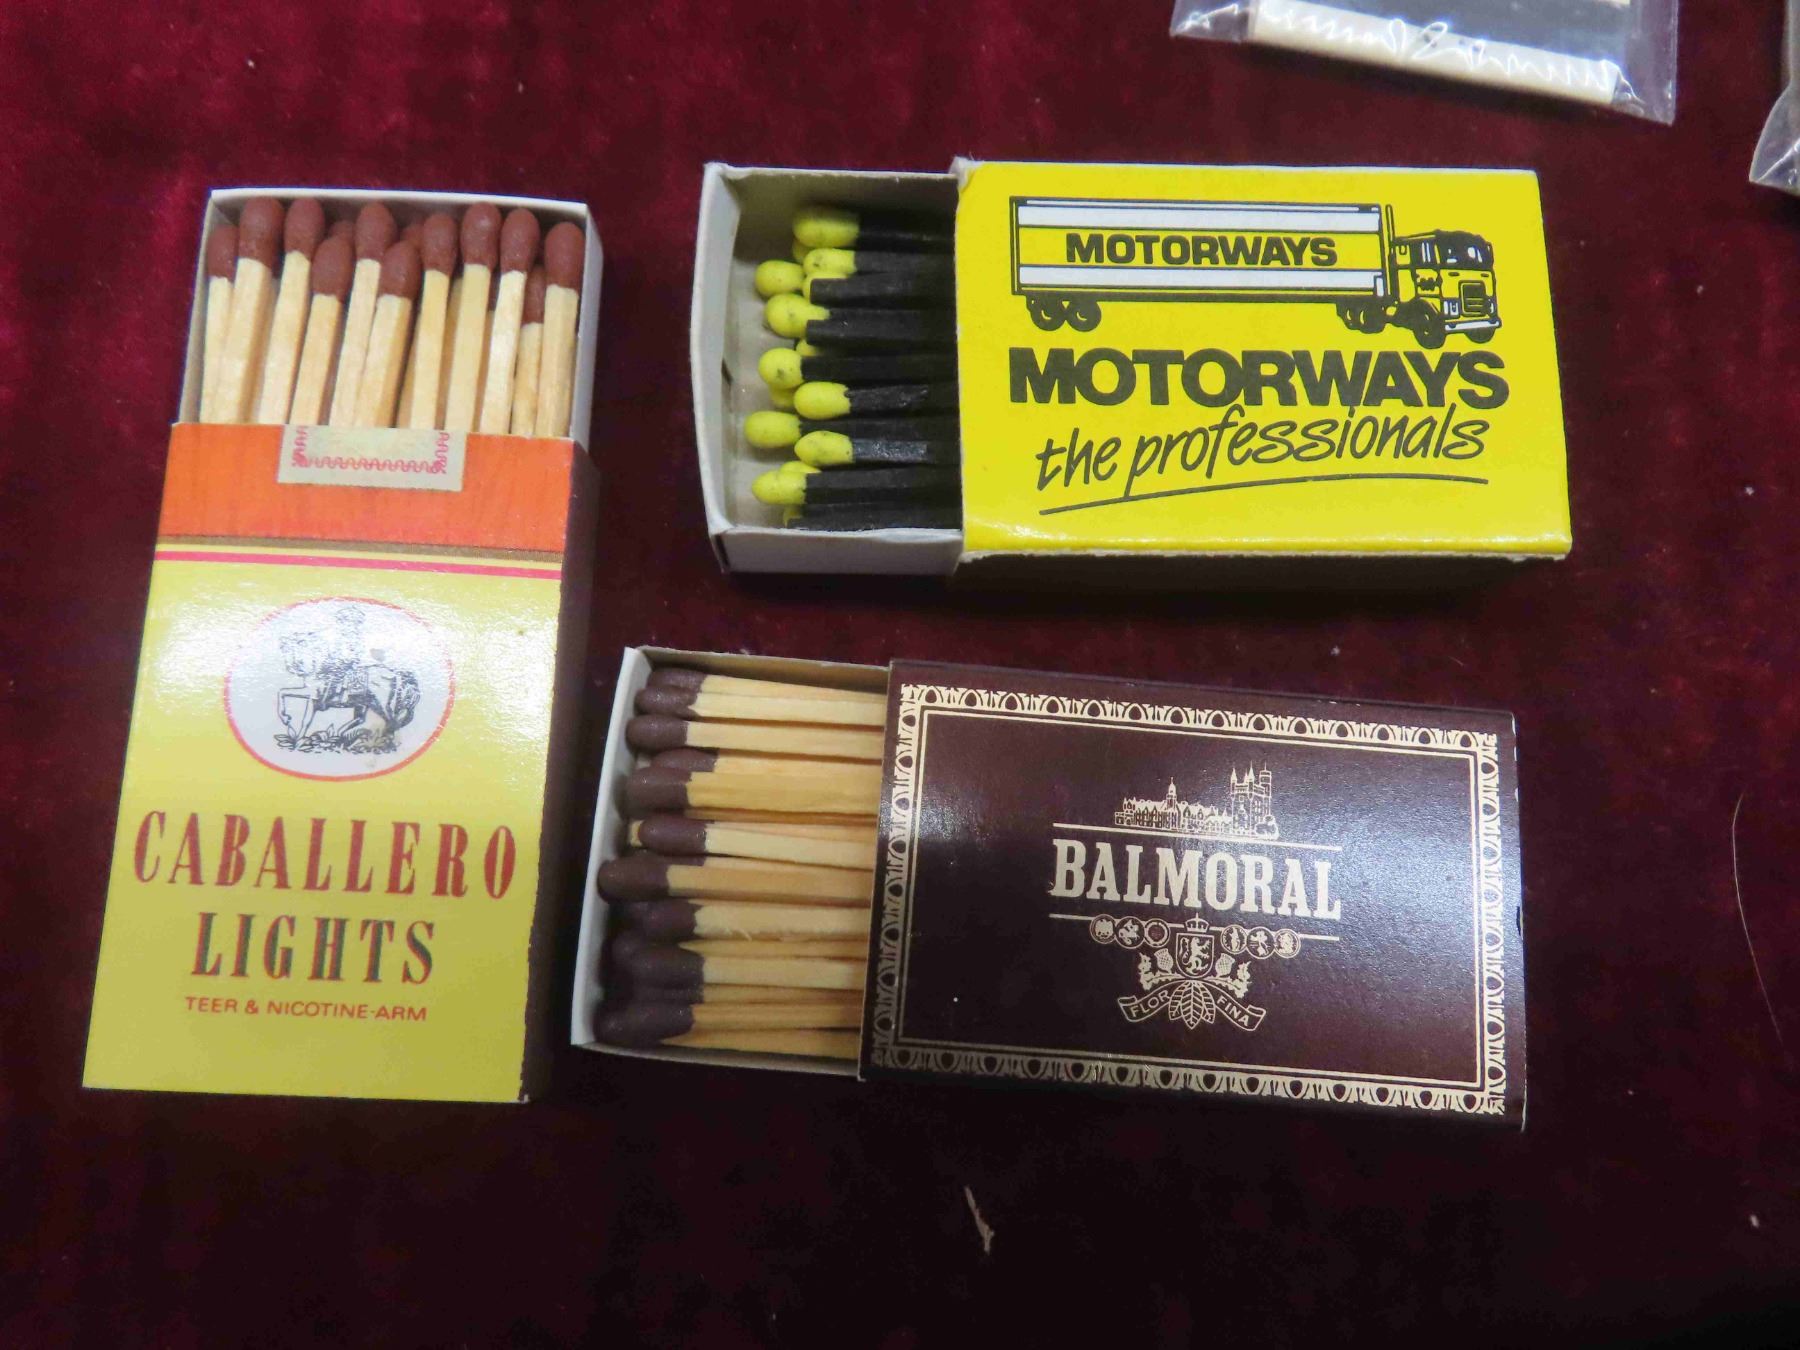 CABALLERO
LIGHTS
TEER & NICOTINE-ARM
MOTORWAYS
MOTORWAYS
the professionals
BALMORAL
FLOR FINA